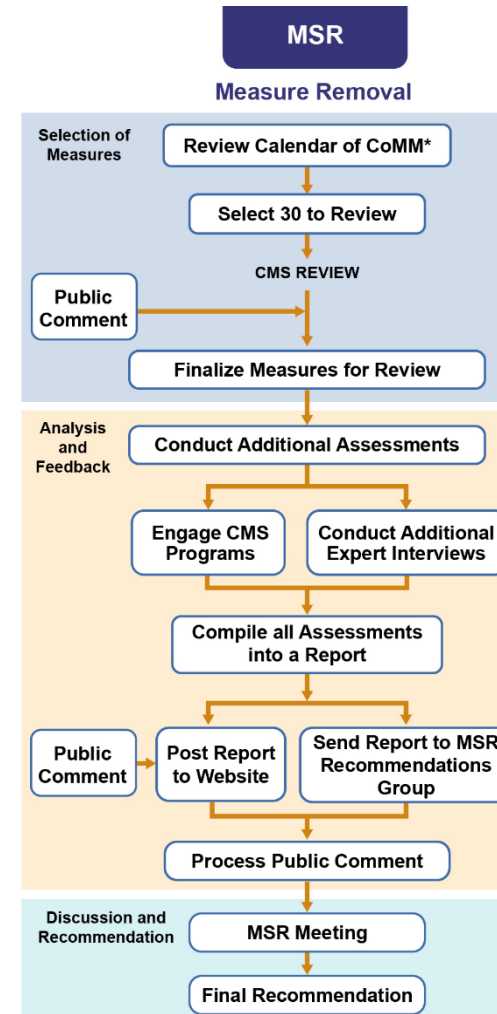 MSR
Measure Removal
Selection of
Measures
Review Calendar of CoMM*
Select 30 to Review
CMS REVIEW
Public
Comment
Finalize Measures for Review
Analysis
and
Feedback
Conduct Additional Assessments
Engage CMS
Programs
Conduct Additional
Expert Interviews
Compile all Assessments
into a Report
Public
Comment
Post Report
to Website
Send Report to MSR
Recommendations
Group
Process Public Comment
Discussion and
Recommendation
MSR Meeting
Final Recommendation